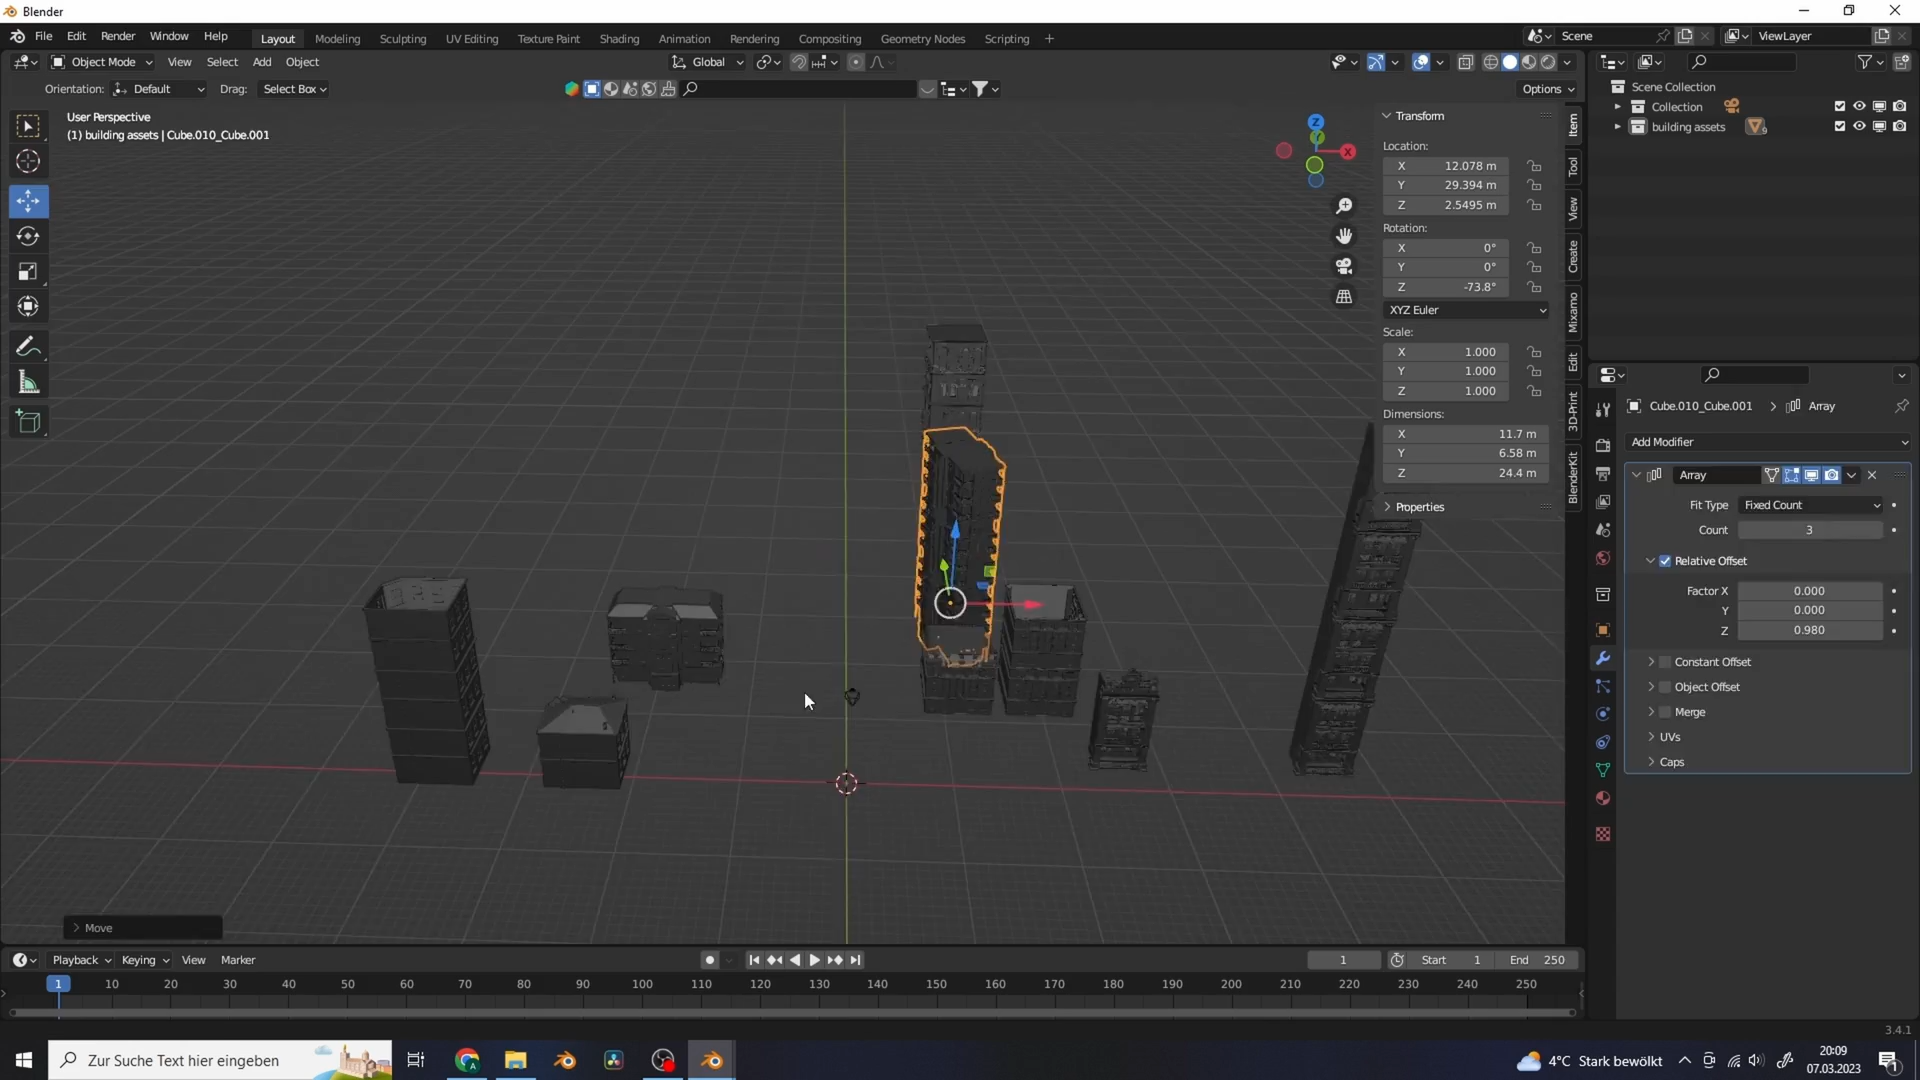 Blender
File Edit Render Window Help
Layout Modeling Sculpting UV Editing Texture Paint Shading Animation Rendering Compositing Geometry Nodes Scripting +
Scene
ViewLayer
Object Mode View Select Add Object
Global
Orientation: Default Drag: Select Box
Options
User Perspective
(1) building assets | Cube.010_Cube.001
Z
Y
X
Transform
Location:
X 12.078 m
Y 29.394 m
Z 2.5495 m
Rotation:
X 0°
Y 0°
Z -73.8°
XYZ Euler
Scale:
X 1.000
Y 1.000
Z 1.000
Dimensions:
X 11.7 m
Y 6.58 m
Z 24.4 m
Properties
Item
Tool
View
Create
Mixamo
Edit
3D-Print
BlenderKit
Scene Collection
Collection
building assets 9
Cube.010_Cube.001 > Array
Add Modifier
Array
Fit Type Fixed Count
Count 3
Relative Offset
Factor X 0.000
Y 0.000
Z 0.980
Constant Offset
Object Offset
Merge
UVs
Caps
Move
Playback Keying View Marker
1 Start 1 End 250
1 10 20 30 40 50 60 70 80 90 100 110 120 130 140 150 160 170 180 190 200 210 220 230 240 250
3.4.1
Zur Suche Text hier eingeben
4°C Stark bewölkt
20:09
07.03.2023
1